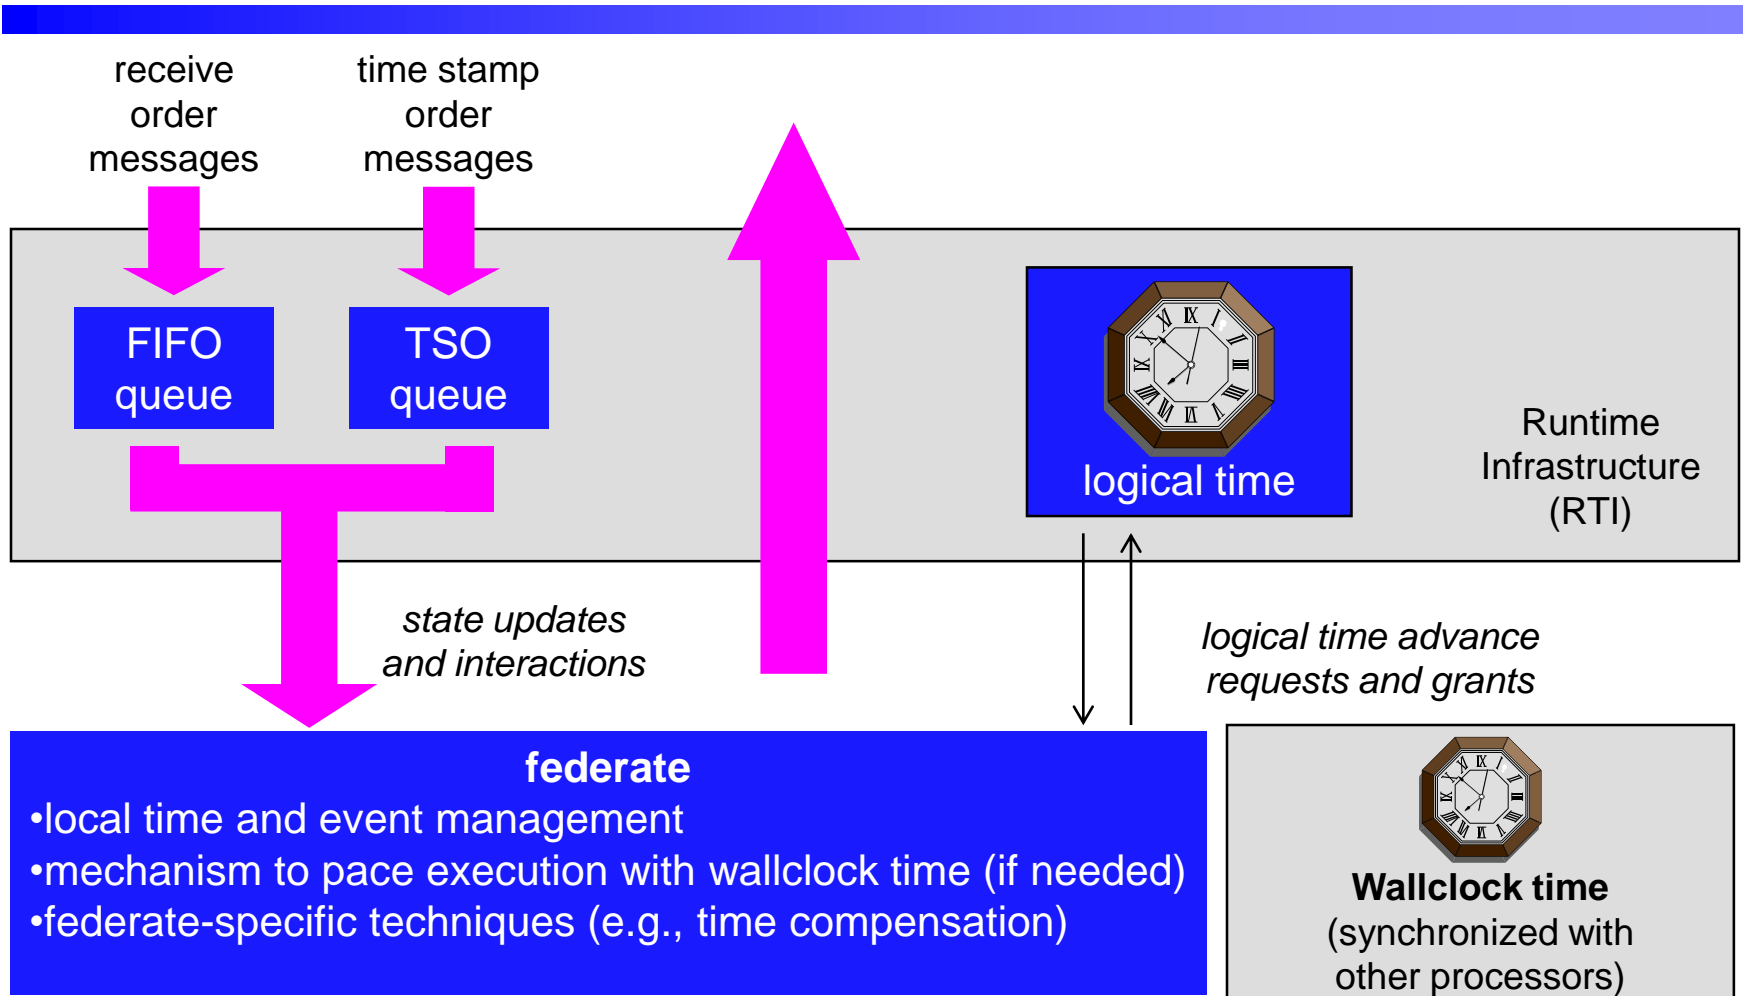 receive
order
messages
time stamp
order
messages
FIFO
queue
TSO
queue
logical time
Runtime
Infrastructure
(RTI)
state updates
and interactions
logical time advance
requests and grants
federate
•local time and event management
•mechanism to pace execution with wallclock time (if needed)
•federate-specific techniques (e.g., time compensation)
Wallclock time
(synchronized with
other processors)